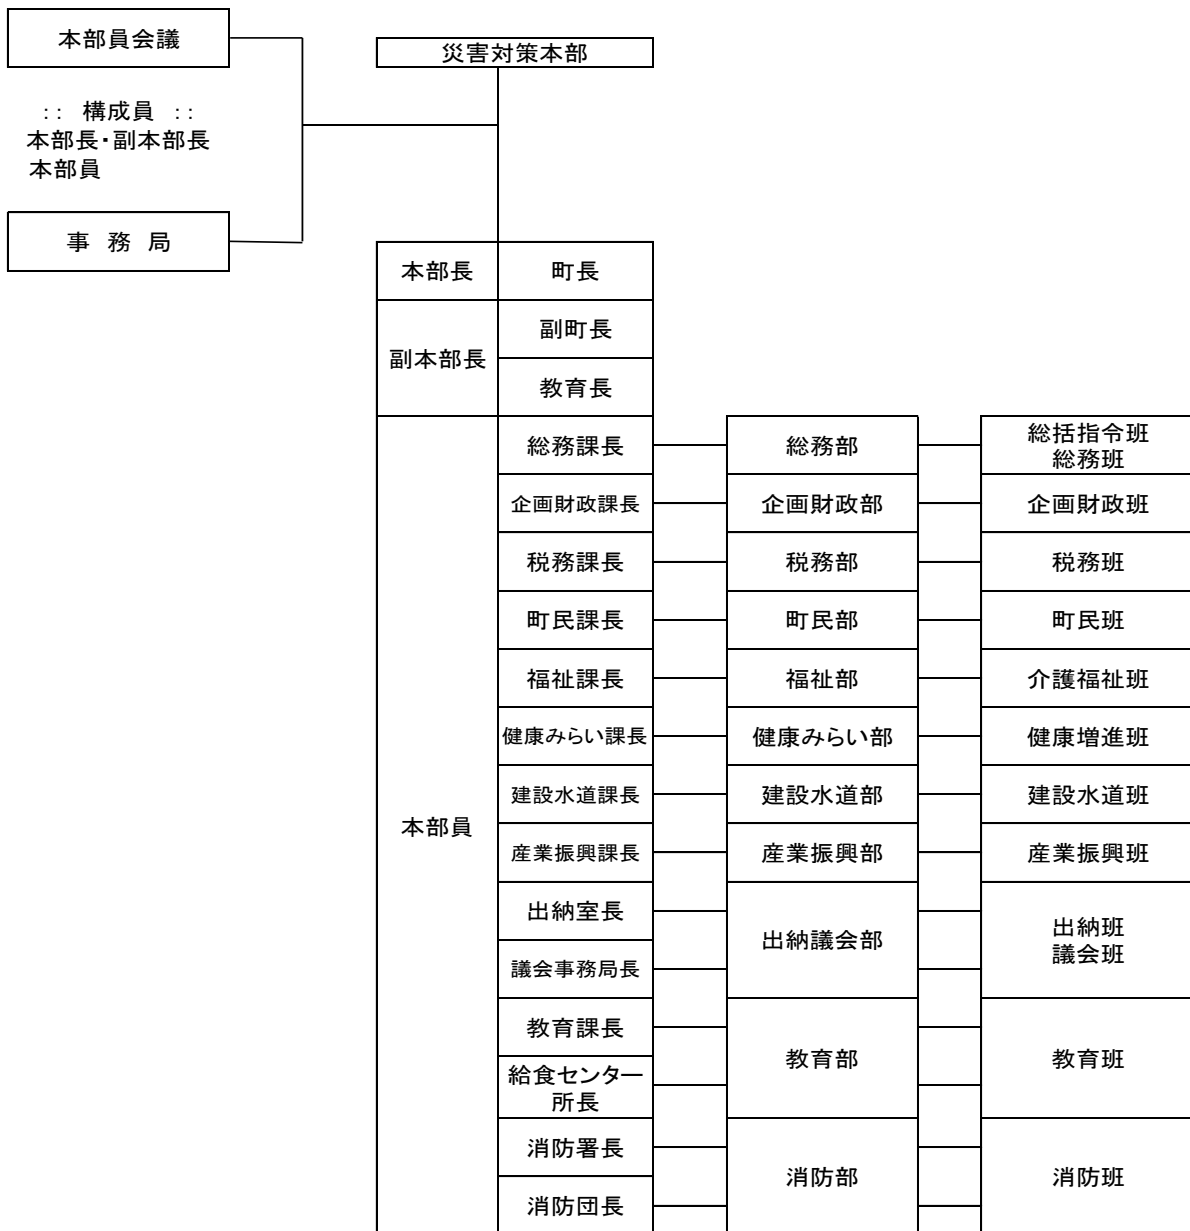 本部員会議
災害対策本部
:: 構成員 ::
本部長・副本部長
本部員
事 務 局
本部長
町長
副本部長
副町長
教育長
本部員
総務課長
総務部
総括指令班
総務班
企画財政課長
企画財政部
企画財政班
税務課長
税務部
税務班
町民課長
町民部
町民班
福祉課長
福祉部
介護福祉班
健康みらい課長
健康みらい部
健康増進班
建設水道課長
建設水道部
建設水道班
産業振興課長
産業振興部
産業振興班
出納室長
議会事務局長
出納議会部
出納班
議会班
教育課長
給食センター
所長
教育部
教育班
消防署長
消防団長
消防部
消防班